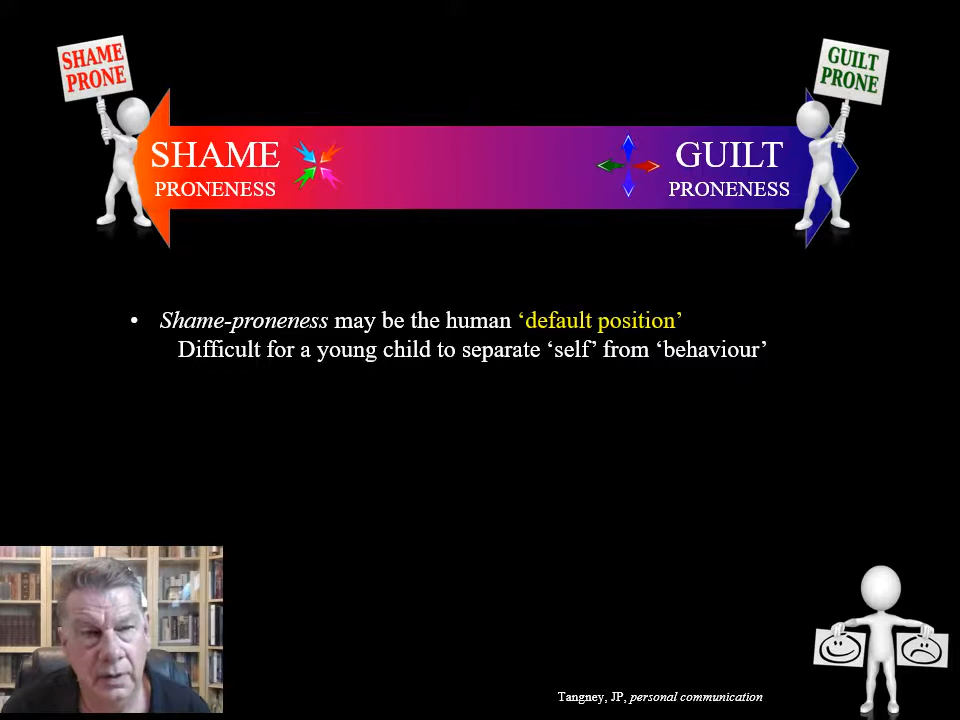 SHAME
PRONE
GUILT
PRONE
SHAME
PRONENESS
GUILT
PRONENESS
• Shame-proneness may be the human ‘default position’
Difficult for a young child to separate ‘self’ from ‘behaviour’
Tangney, JP, personal communication